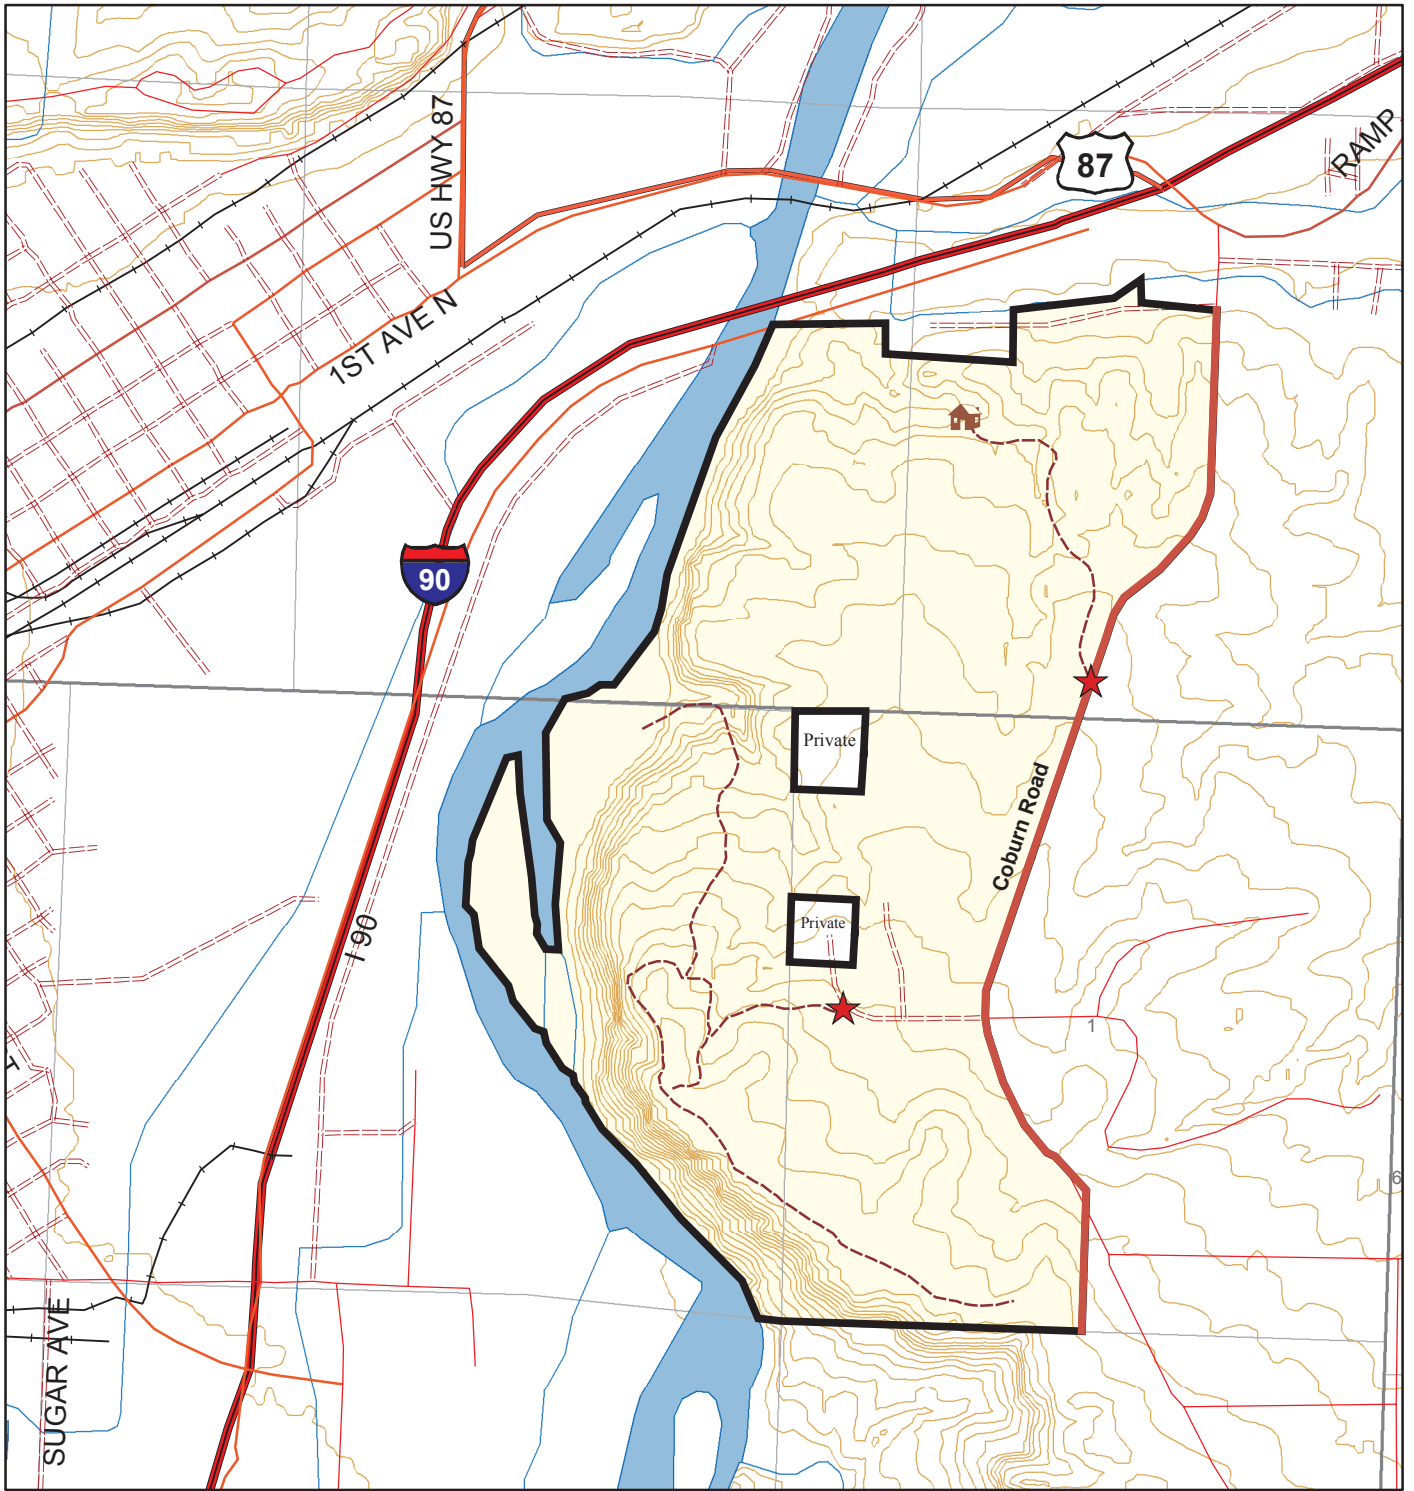 US HWY 87
87
RAMP
1ST AVE N
90
Private
Coburn Road
Private
I 90
1
6
SUGAR AVE